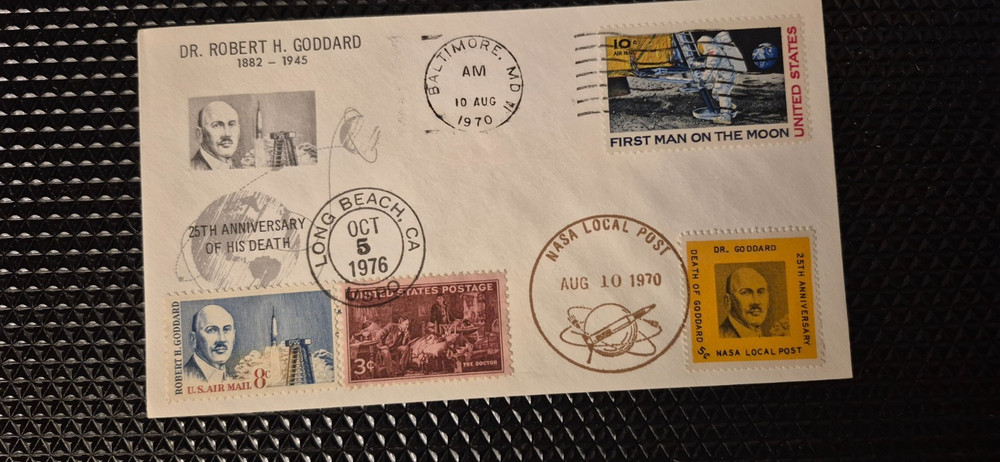 DR. ROBERT H. GODDARD
1882 - 1945
25TH ANNIVERSARY
OF HIS DEATH
BALTIMORE, MD
AM
10 AUG
1970
10c
AIR MAIL
UNITED STATES
FIRST MAN ON THE MOON
LONG BEACH, CA
OCT
5
1976
NASA LOCAL POST
AUG 10 1970
ROBERT H. GODDARD
U.S. AIR MAIL 8c
UNITED STATES POSTAGE
3c
THE DOCTOR
DR. GODDARD
25TH ANNIVERSARY
DEATH OF GODDARD
5c
NASA LOCAL POST